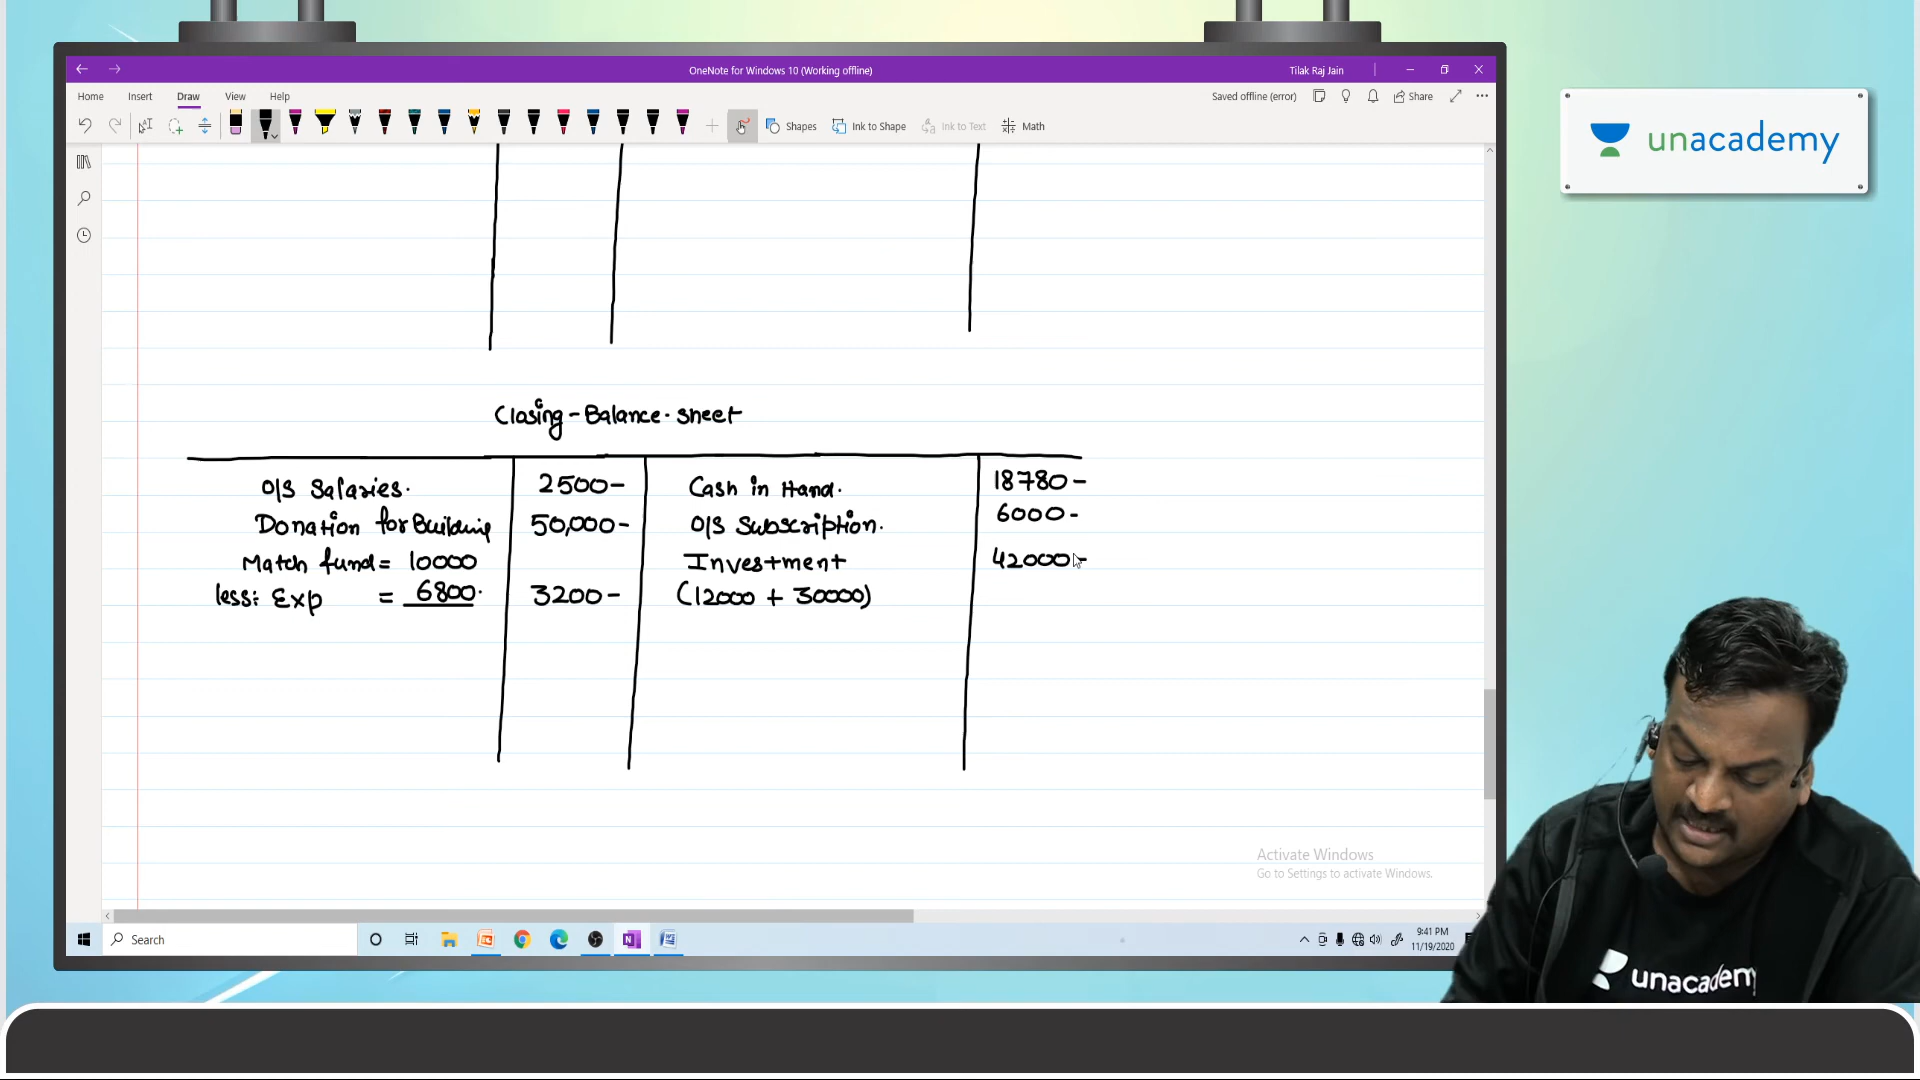 OneNote for Windows 10 (Working offline)
Tilak Raj Jain
Home Insert Draw View Help
Saved offline (error)
Share
Shapes
Ink to Shape
Ink to Text
Math
unacademy
Closing - Balance. sheet
O/S Salaries. 2500- Cash in Hand. 18780-
Donation for Building 50,000- O/S Subscription. 6000-
Match fund = 10000 Investment 42000-
less: Exp = 6800. 3200- (12000 + 30000)
Activate Windows
Go to Settings to activate Windows.
Search
9:41 PM
11/19/2020
unacademy